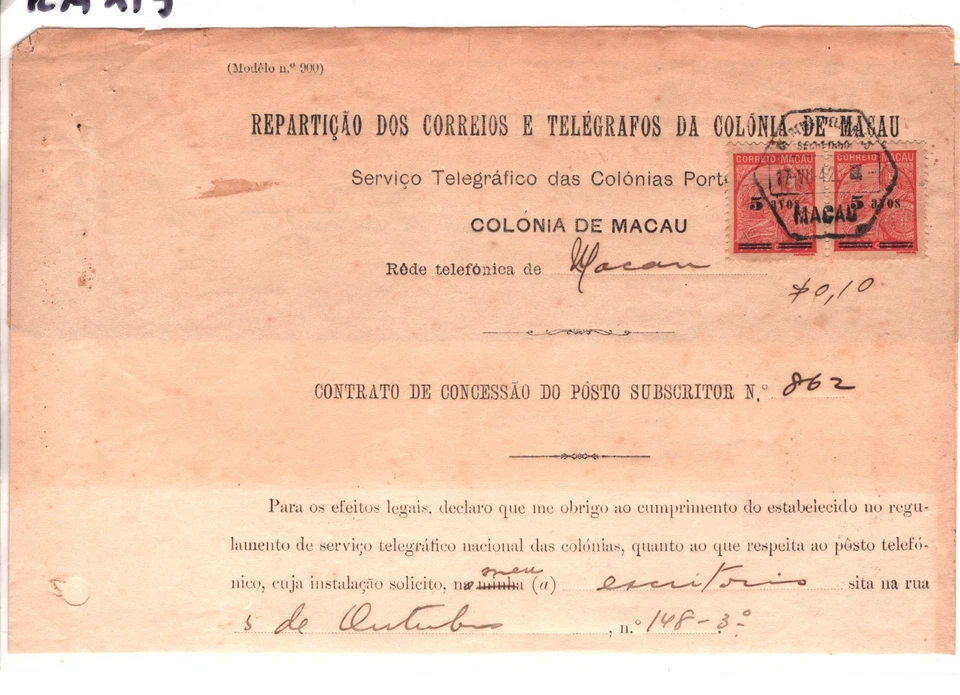 (Modêlo n.º 900)
REPARTIÇÃO DOS CORREIOS E TELÉGRAFOS DA COLÓNIA DE MACAU
Serviço Telegráfico das Colónias Port
COLÓNIA DE MACAU
CORREIO MACAU CORREIO MACAU
17 VII 42
5 avos 5 avos
MACAU
Rêde telefónica de Macau
$0,10
CONTRATO DE CONCESSÃO DO PÔSTO SUBSCRITOR N.º 862
Para os efeitos legais, declaro que me obrigo ao cumprimento do estabelecido no regu-
lamento de serviço telegráfico nacional das colónias, quanto ao que respeita ao pôsto telefó-
meu
nico, cuja instalação solicito, na minha (a) escritorio sita na rua
5 de Outubro, n.º 148-3º